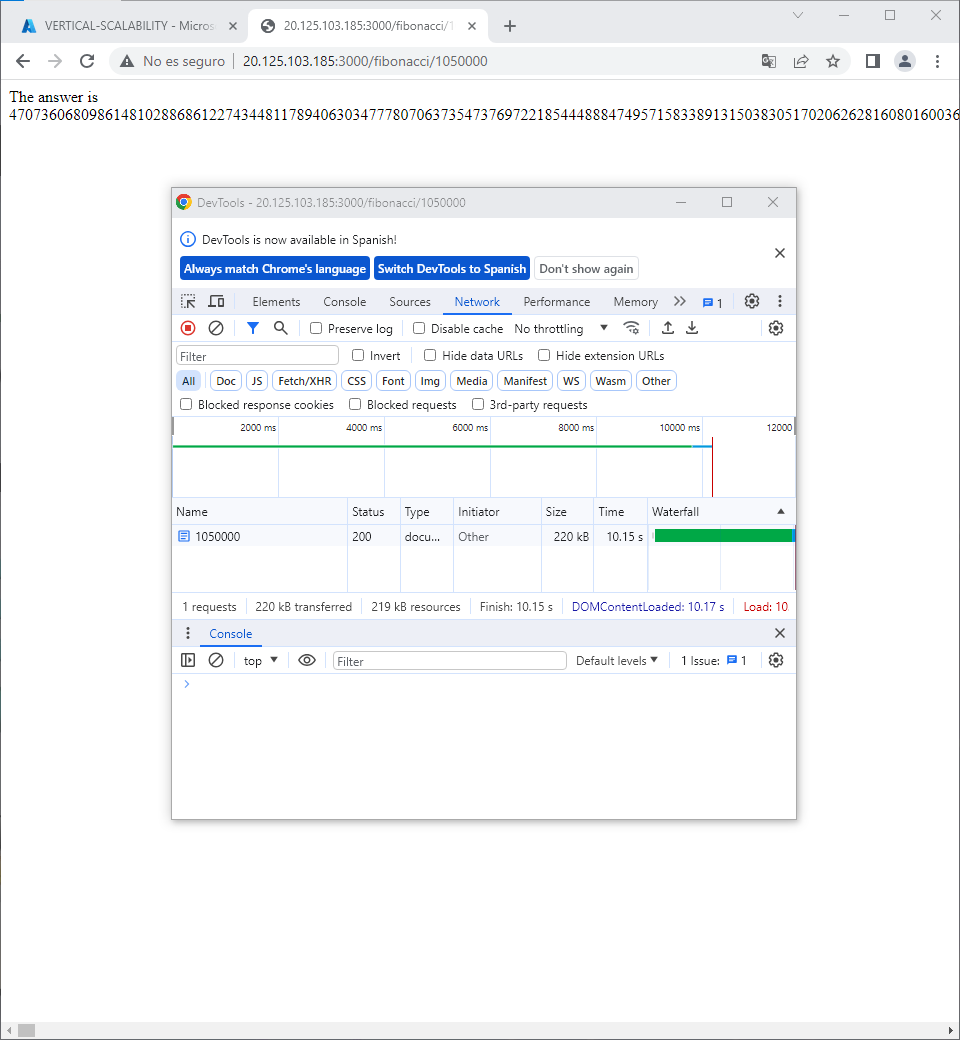 VERTICAL-SCALABILITY - Micros
20.125.103.185:3000/fibonacci/1
No es seguro
20.125.103.185:3000/fibonacci/1050000
The answer is
DevTools - 20.125.103.185:3000/fibonacci/1050000
DevTools is now available in Spanish!
Always match Chrome's language
Switch DevTools to Spanish
Don't show again
Elements
Console
Sources
Network
Performance
Memory
1
Preserve log
Disable cache
No throttling
Filter
Invert
Hide data URLs
Hide extension URLs
All
Doc
JS
Fetch/XHR
CSS
Font
Img
Media
Manifest
WS
Wasm
Other
Blocked response cookies
Blocked requests
3rd-party requests
2000 ms
4000 ms
6000 ms
8000 ms
10000 ms
12000
Name
Status
Type
Initiator
Size
Time
Waterfall
1050000
200
docu...
Other
220 kB
10.15 s
1 requests
220 kB transferred
219 kB resources
Finish: 10.15 s
DOMContentLoaded: 10.17 s
Load: 10
Console
top
Filter
Default levels
1 Issue:
1